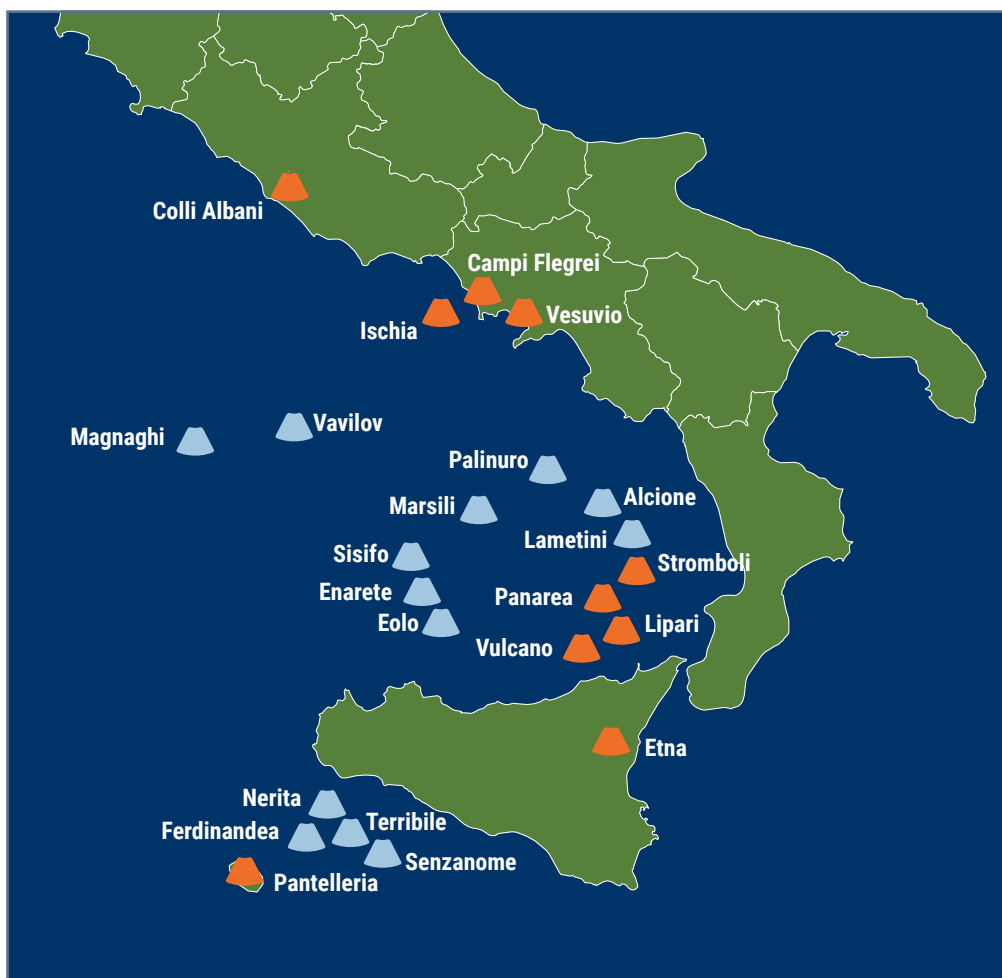 Colli Albani
Campi Flegrei
Ischia
Vesuvio
Vavilov
Magnaghi
Palinuro
Marsili
Alcione
Lametini
Sisifo
Stromboli
Enarete
Panarea
Eolo
Lipari
Vulcano
Etna
Nerita
Terribile
Ferdinandea
Senzanome
Pantelleria